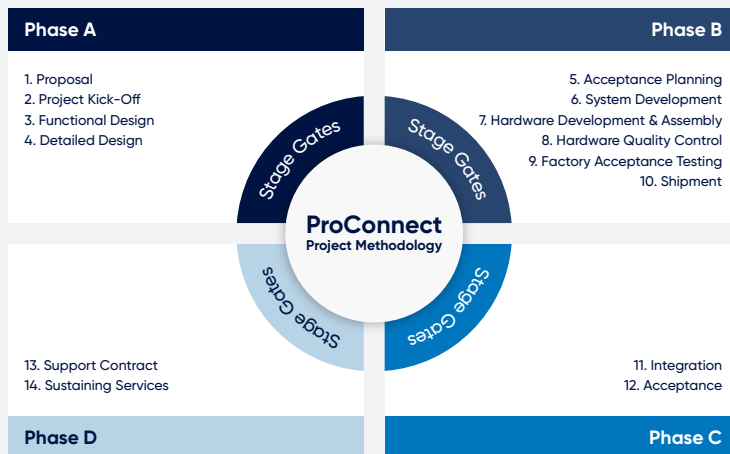 Phase A
1. Proposal
2. Project Kick-Off
3. Functional Design
4. Detailed Design
Stage Gates
Phase B
5. Acceptance Planning
6. System Development
7. Hardware Development & Assembly
8. Hardware Quality Control
9. Factory Acceptance Testing
10. Shipment
Stage Gates
ProConnect
Project Methodology
Stage Gates
13. Support Contract
14. Sustaining Services
Phase D
Stage Gates
11. Integration
12. Acceptance
Phase C